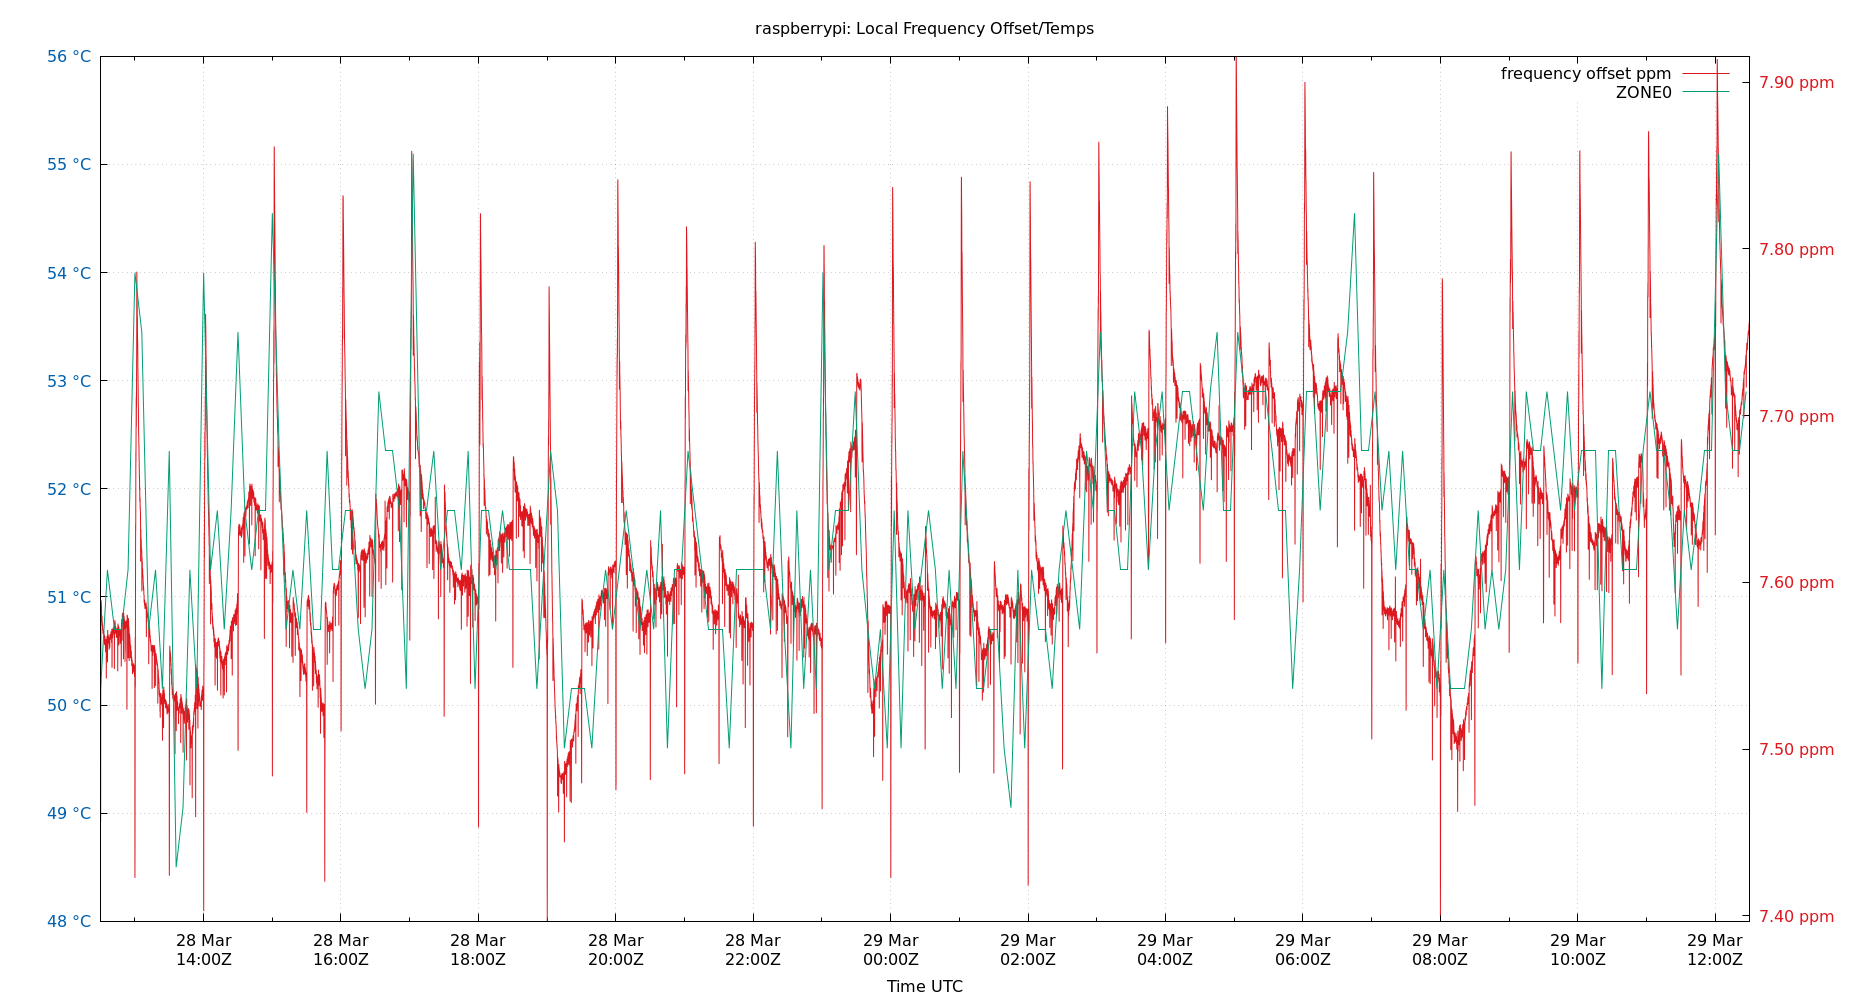 raspberrypi: Local Frequency Offset/Temps
56 °C
55 °C
54 °C
53 °C
52 °C
51 °C
50 °C
49 °C
48 °C
frequency offset ppm
ZONE0
7.90 ppm
7.80 ppm
7.70 ppm
7.60 ppm
7.50 ppm
7.40 ppm
28 Mar
14:00Z
28 Mar
16:00Z
28 Mar
18:00Z
28 Mar
20:00Z
28 Mar
22:00Z
29 Mar
00:00Z
29 Mar
02:00Z
29 Mar
04:00Z
29 Mar
06:00Z
29 Mar
08:00Z
29 Mar
10:00Z
29 Mar
12:00Z
Time UTC